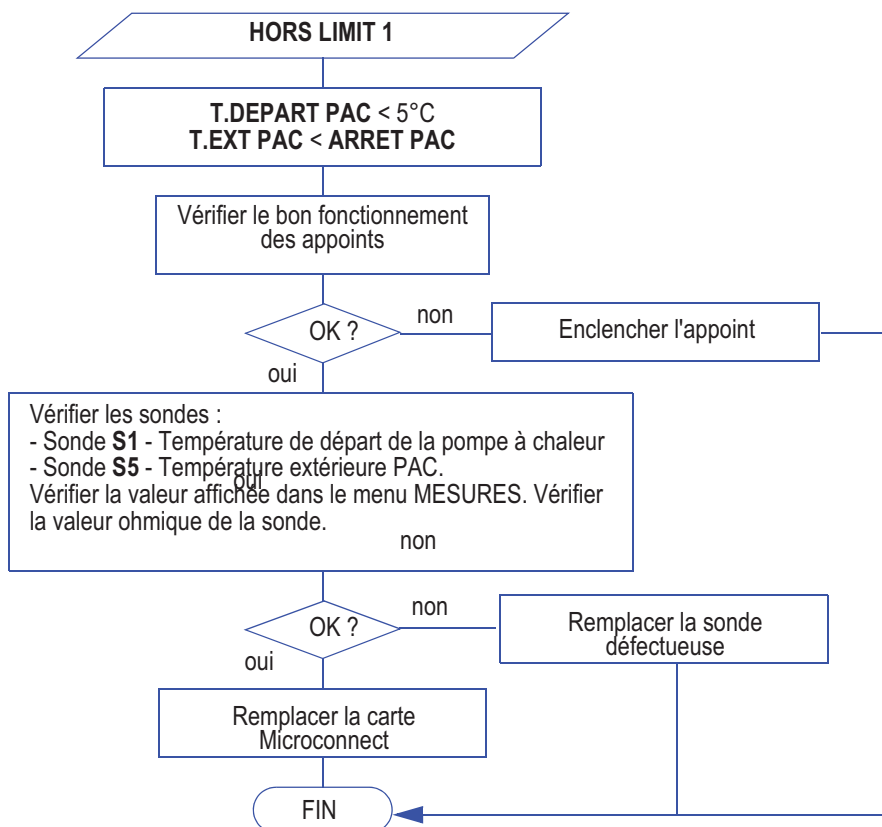 HORS LIMIT 1
T.DEPART PAC < 5°C
T.EXT PAC < ARRET PAC
Vérifier le bon fonctionnement
des appoints
OK ?
non
Enclencher l'appoint
oui
Vérifier les sondes :
- Sonde S1 - Température de départ de la pompe à chaleur
- Sonde S5 - Température extérieure PAC.
oui
Vérifier la valeur affichée dans le menu MESURES. Vérifier
la valeur ohmique de la sonde.
non
OK ?
non
Remplacer la sonde
défectueuse
oui
Remplacer la carte
Microconnect
FIN